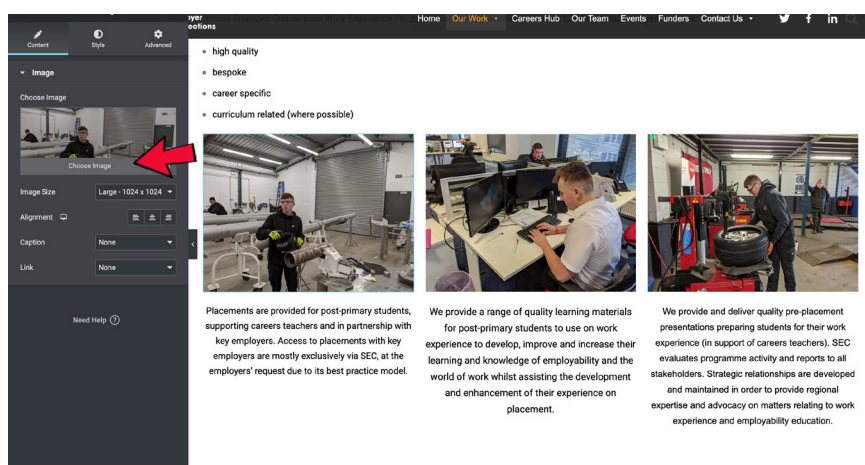 Content
Style
Advanced
Image
Choose Image
Choose Image
Image Size
Large - 1024 x 1024
Alignment
Caption
None
Link
None
Need Help
oyer
ections
Home
Our Work
Careers Hub
Our Team
Events
Funders
Contact Us
high quality
bespoke
career specific
curriculum related (where possible)
Placements are provided for post-primary students,
supporting careers teachers and in partnership with
key employers. Access to placements with key
employers are mostly exclusively via SEC, at the
employers' request due to its best practice model.
We provide a range of quality learning materials
for post-primary students to use on work
experience to develop, improve and increase their
learning and knowledge of employability and the
world of work whilst assisting the development
and enhancement of their experience on
placement.
We provide and deliver quality pre-placement
presentations preparing students for their work
experience (in support of careers teachers). SEC
evaluates programme activity and reports to all
stakeholders. Strategic relationships are developed
and maintained in order to provide regional
expertise and advocacy on matters relating to work
experience and employability education.